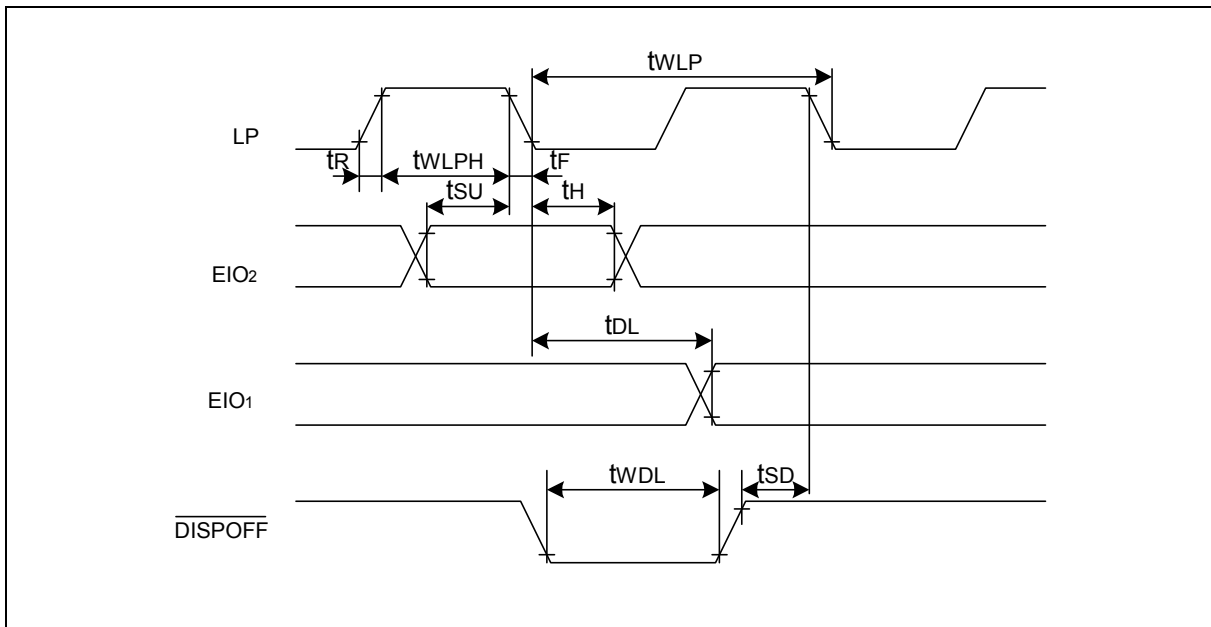 tWLP
LP
tR
tWLPH
tF
tSU
tH
EIO2
tDL
EIO1
tWDL
tSD
DISPOFF